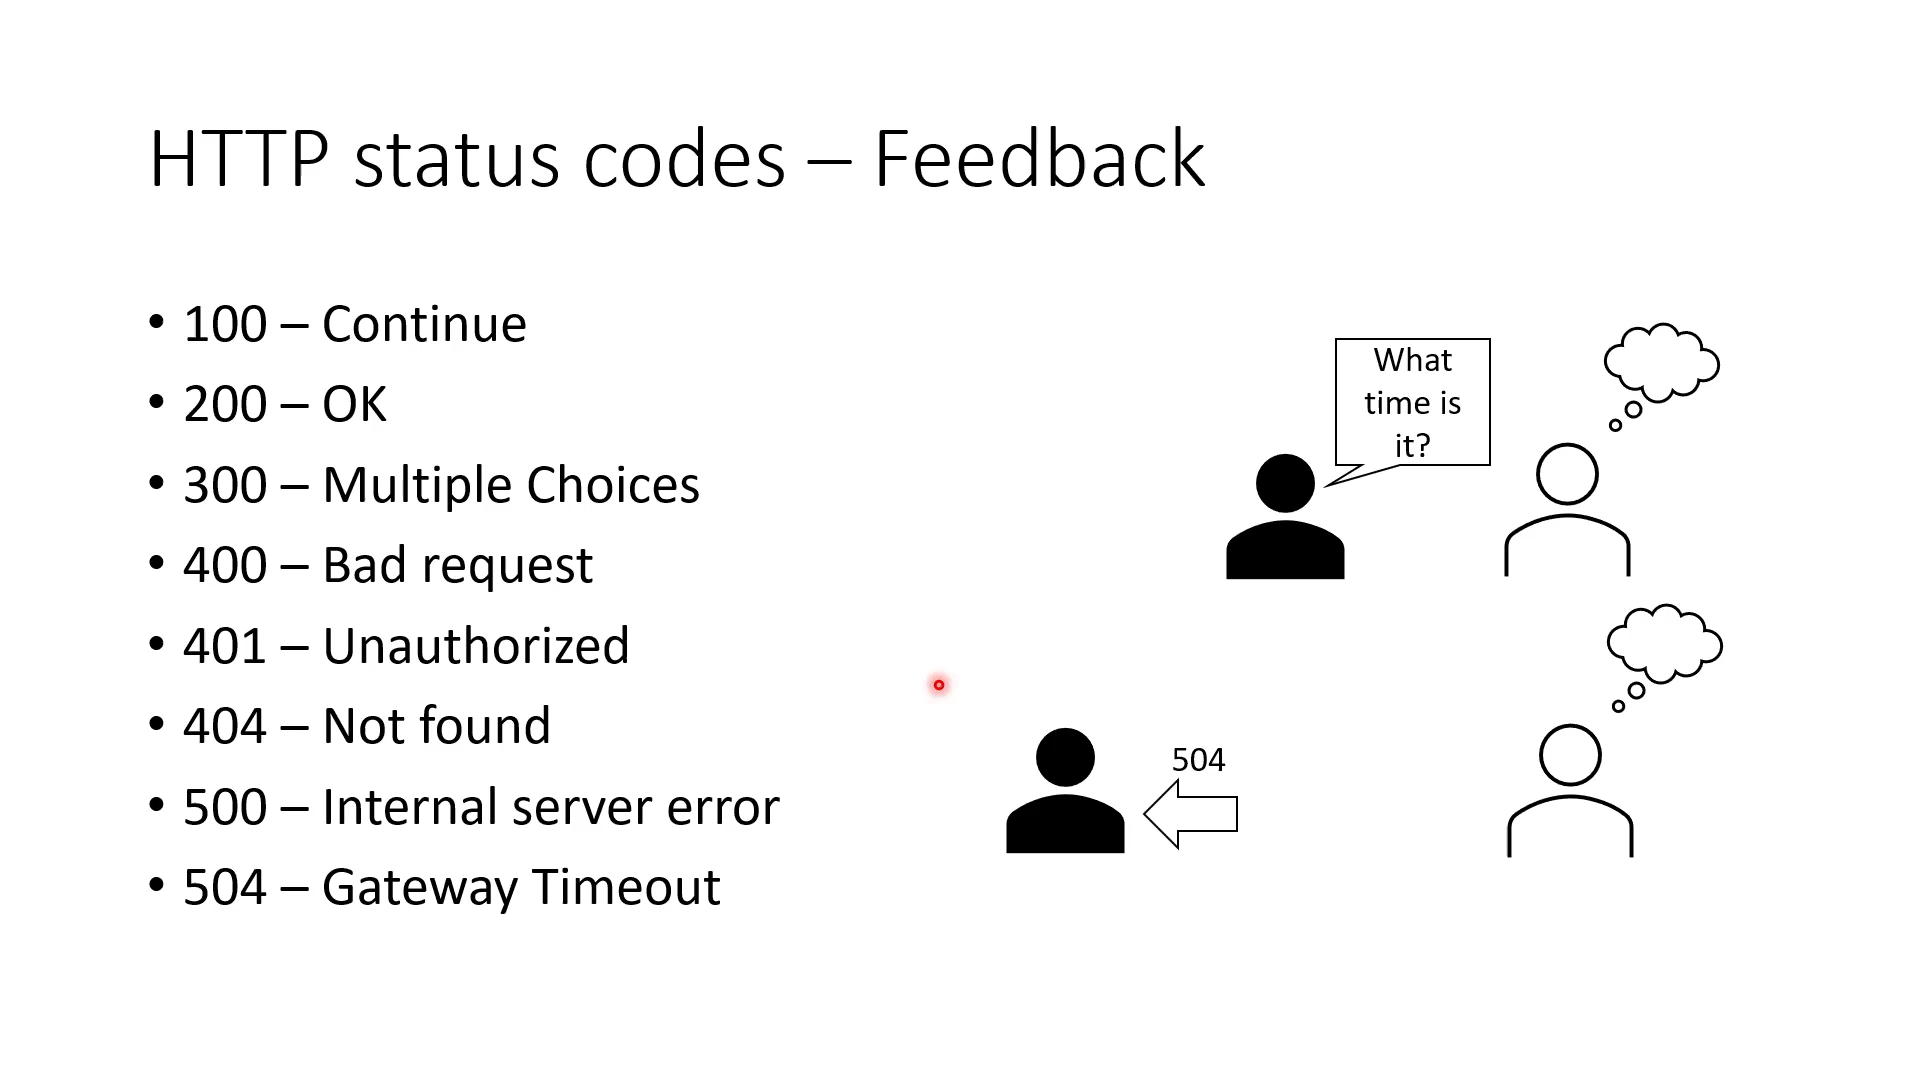 HTTP status codes – Feedback
• 100 – Continue
• 200 – OK
• 300 – Multiple Choices
• 400 – Bad request
• 401 – Unauthorized
• 404 – Not found
• 500 – Internal server error
• 504 – Gateway Timeout
What
time is
it?
504